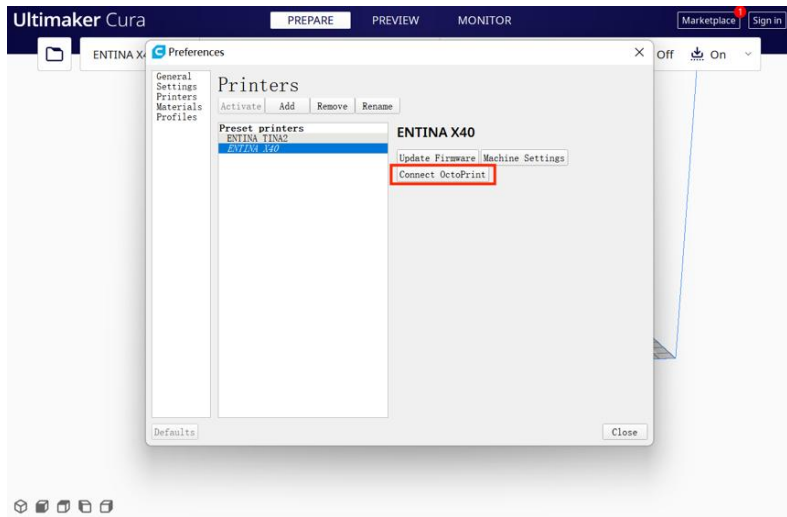 Ultimaker Cura PREPARE PREVIEW MONITOR Marketplace 1 Sign in
ENTINA X4 Preferences Off On
General
Settings
Printers
Materials
Profiles
Printers
Activate Add Remove Rename
Preset printers
ENTINA TINA2
ENTINA X40
ENTINA X40
Update Firmware Machine Settings
Connect OctoPrint
Defaults Close